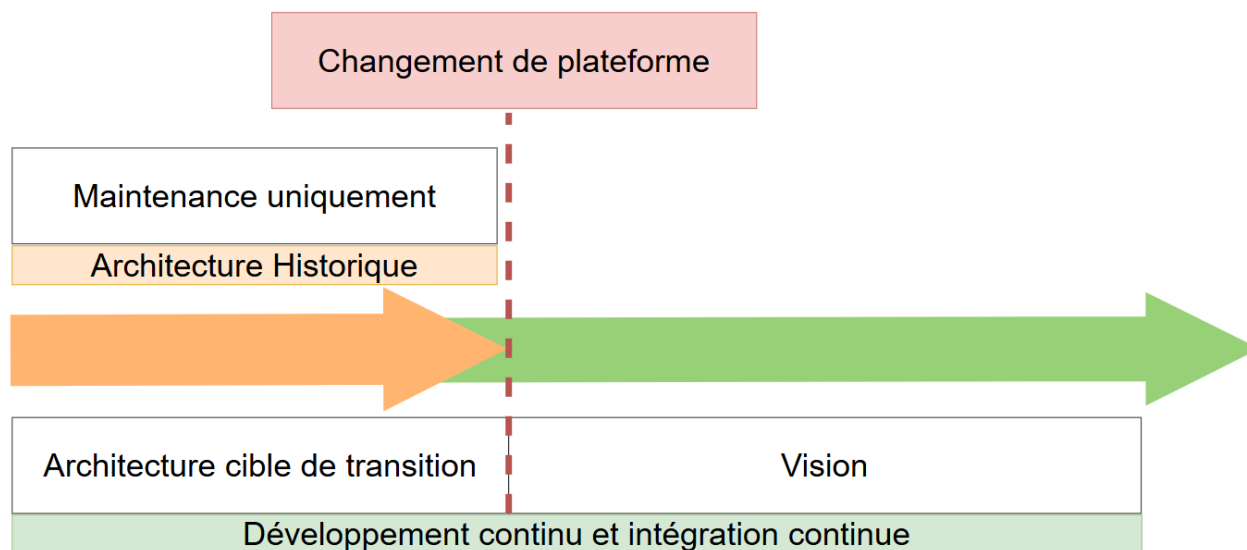 Changement de plateforme
Maintenance uniquement
Architecture Historique
Architecture cible de transition
Vision
Développement continu et intégration continue